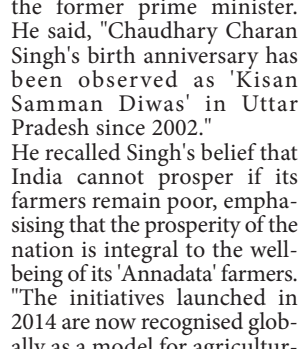 the former prime minister.
He said, "Chaudhary Charan
Singh's birth anniversary has
been observed as 'Kisan
Samman Diwas' in Uttar
Pradesh since 2002."
He recalled Singh's belief that
India cannot prosper if its
farmers remain poor, empha-
sising that the prosperity of the
nation is integral to the well-
being of its 'Annadata' farmers.
"The initiatives launched in
2014 are now recognised glob-
ally as a model for agricultur-